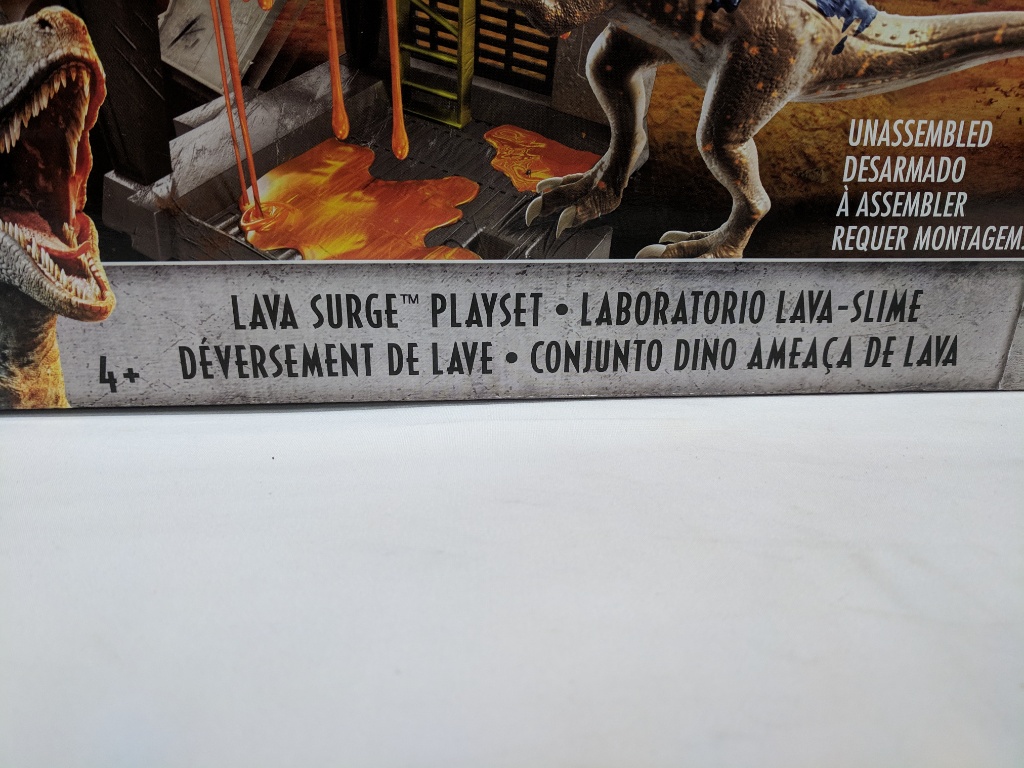 UNASSEMBLED
DESARMADO
À ASSEMBLER
REQUER MONTAGEM.
LAVA SURGE™ PLAYSET • LABORATORIO LAVA-SLIME
DÉVERSEMENT DE LAVE • CONJUNTO DINO AMEAÇA DE LAVA
4+